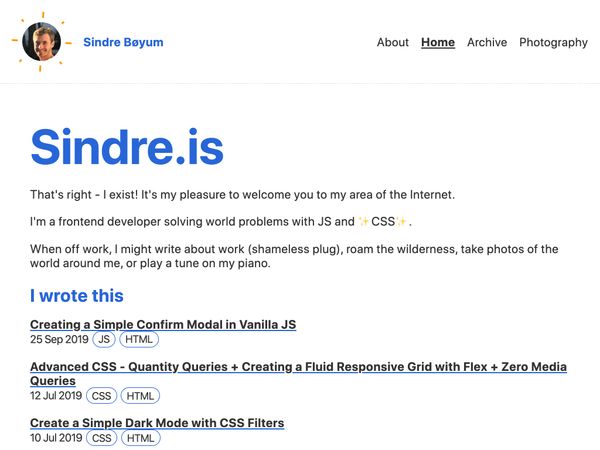 Sindre Bøyum
About Home Archive Photography
Sindre.is
That's right - I exist! It's my pleasure to welcome you to my area of the Internet.
I'm a frontend developer solving world problems with JS and ✨CSS✨.
When off work, I might write about work (shameless plug), roam the wilderness, take photos of the
world around me, or play a tune on my piano.
I wrote this
Creating a Simple Confirm Modal in Vanilla JS
25 Sep 2019 JS HTML
Advanced CSS - Quantity Queries + Creating a Fluid Responsive Grid with Flex + Zero Media
Queries
12 Jul 2019 CSS HTML
Create a Simple Dark Mode with CSS Filters
10 Jul 2019 CSS HTML